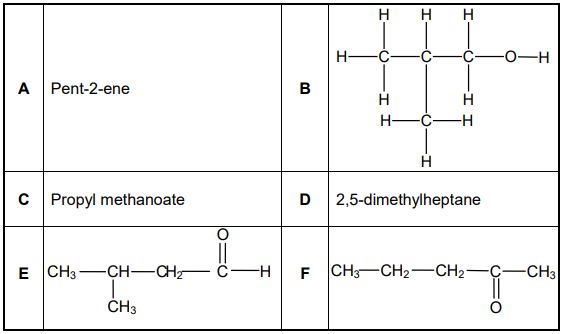 A Pent-2-ene
B
H H H
H—C—C—C—O—H
H H
H—C—H
H
C Propyl methanoate
D 2,5-dimethylheptane
E
O
CH₃—CH—CH₂—C—H
CH₃
F
CH₃—CH₂—CH₂—C—CH₃
O